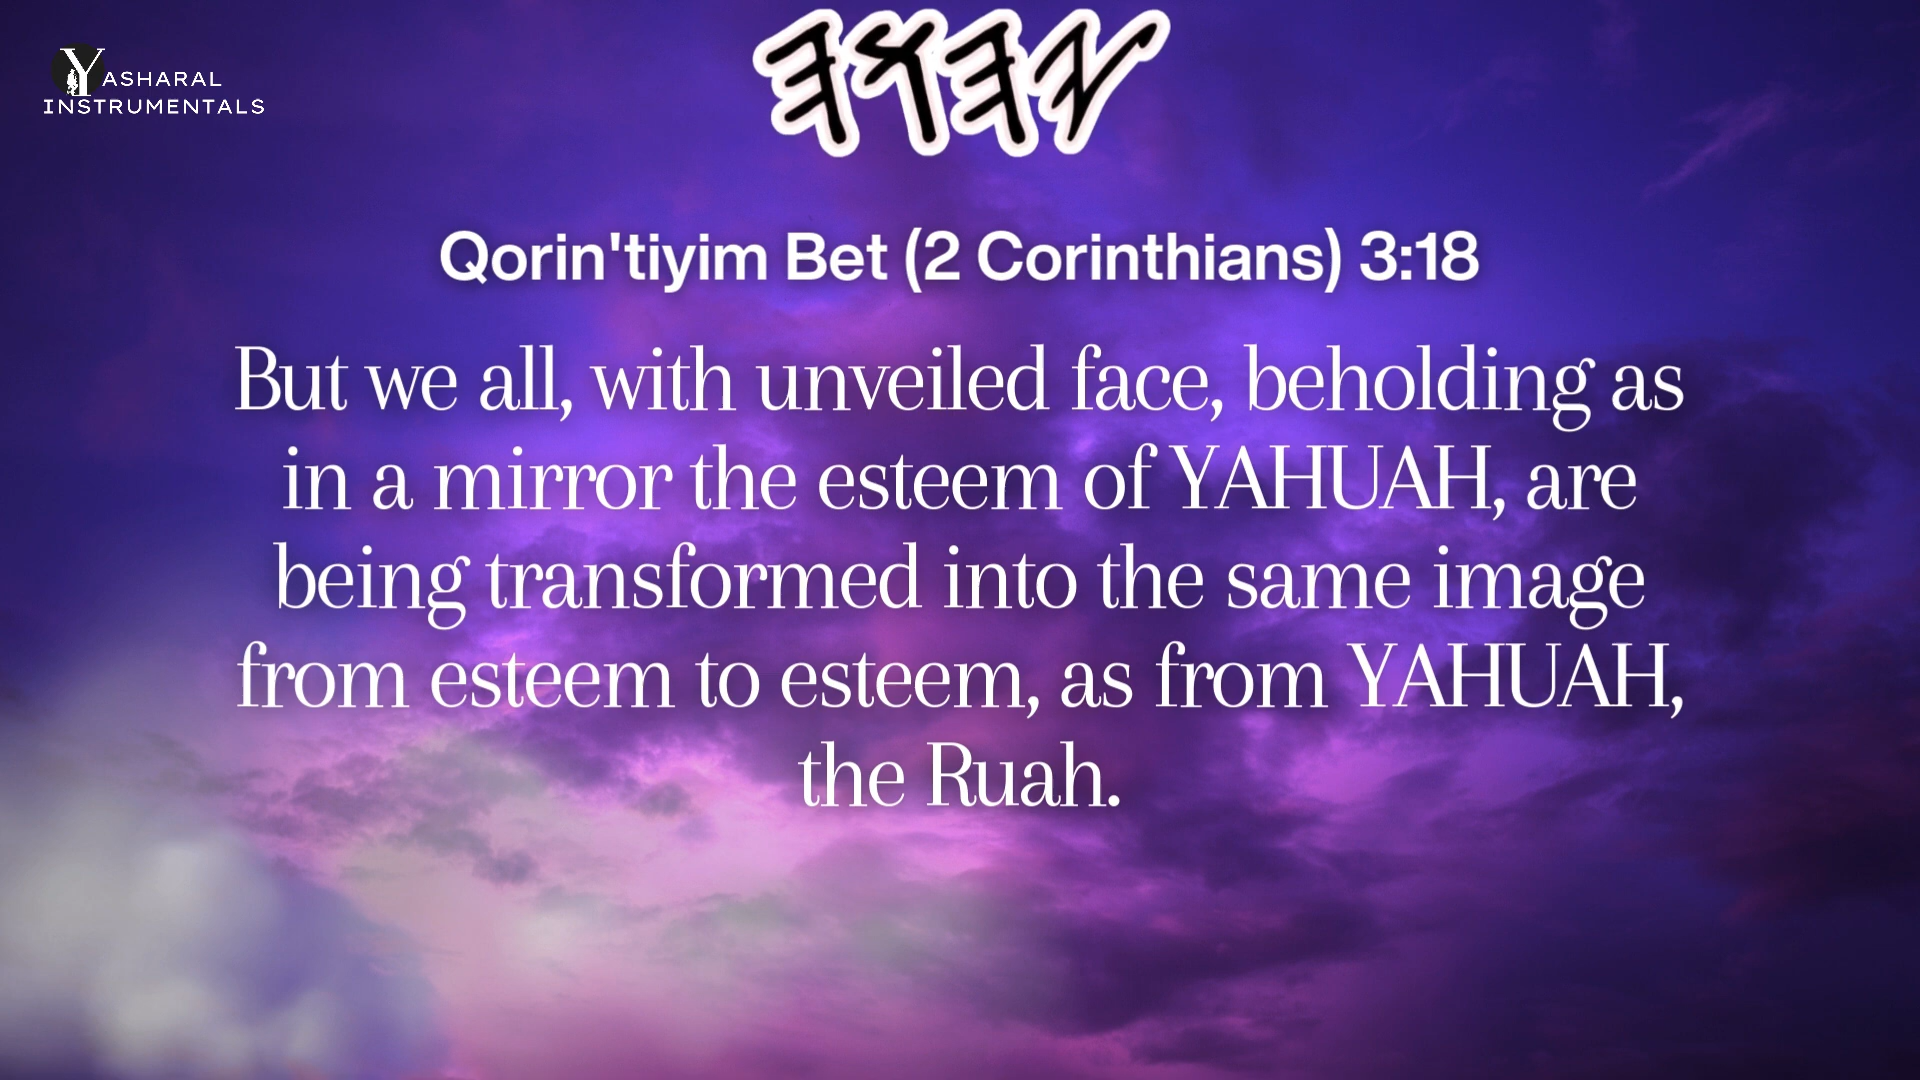 𐤉𐤄𐤅𐤄
YASHARAL
INSTRUMENTALS
Qorin'tiyim Bet (2 Corinthians) 3:18
But we all, with unveiled face, beholding as
in a mirror the esteem of YAHUAH, are
being transformed into the same image
from esteem to esteem, as from YAHUAH,
the Ruah.